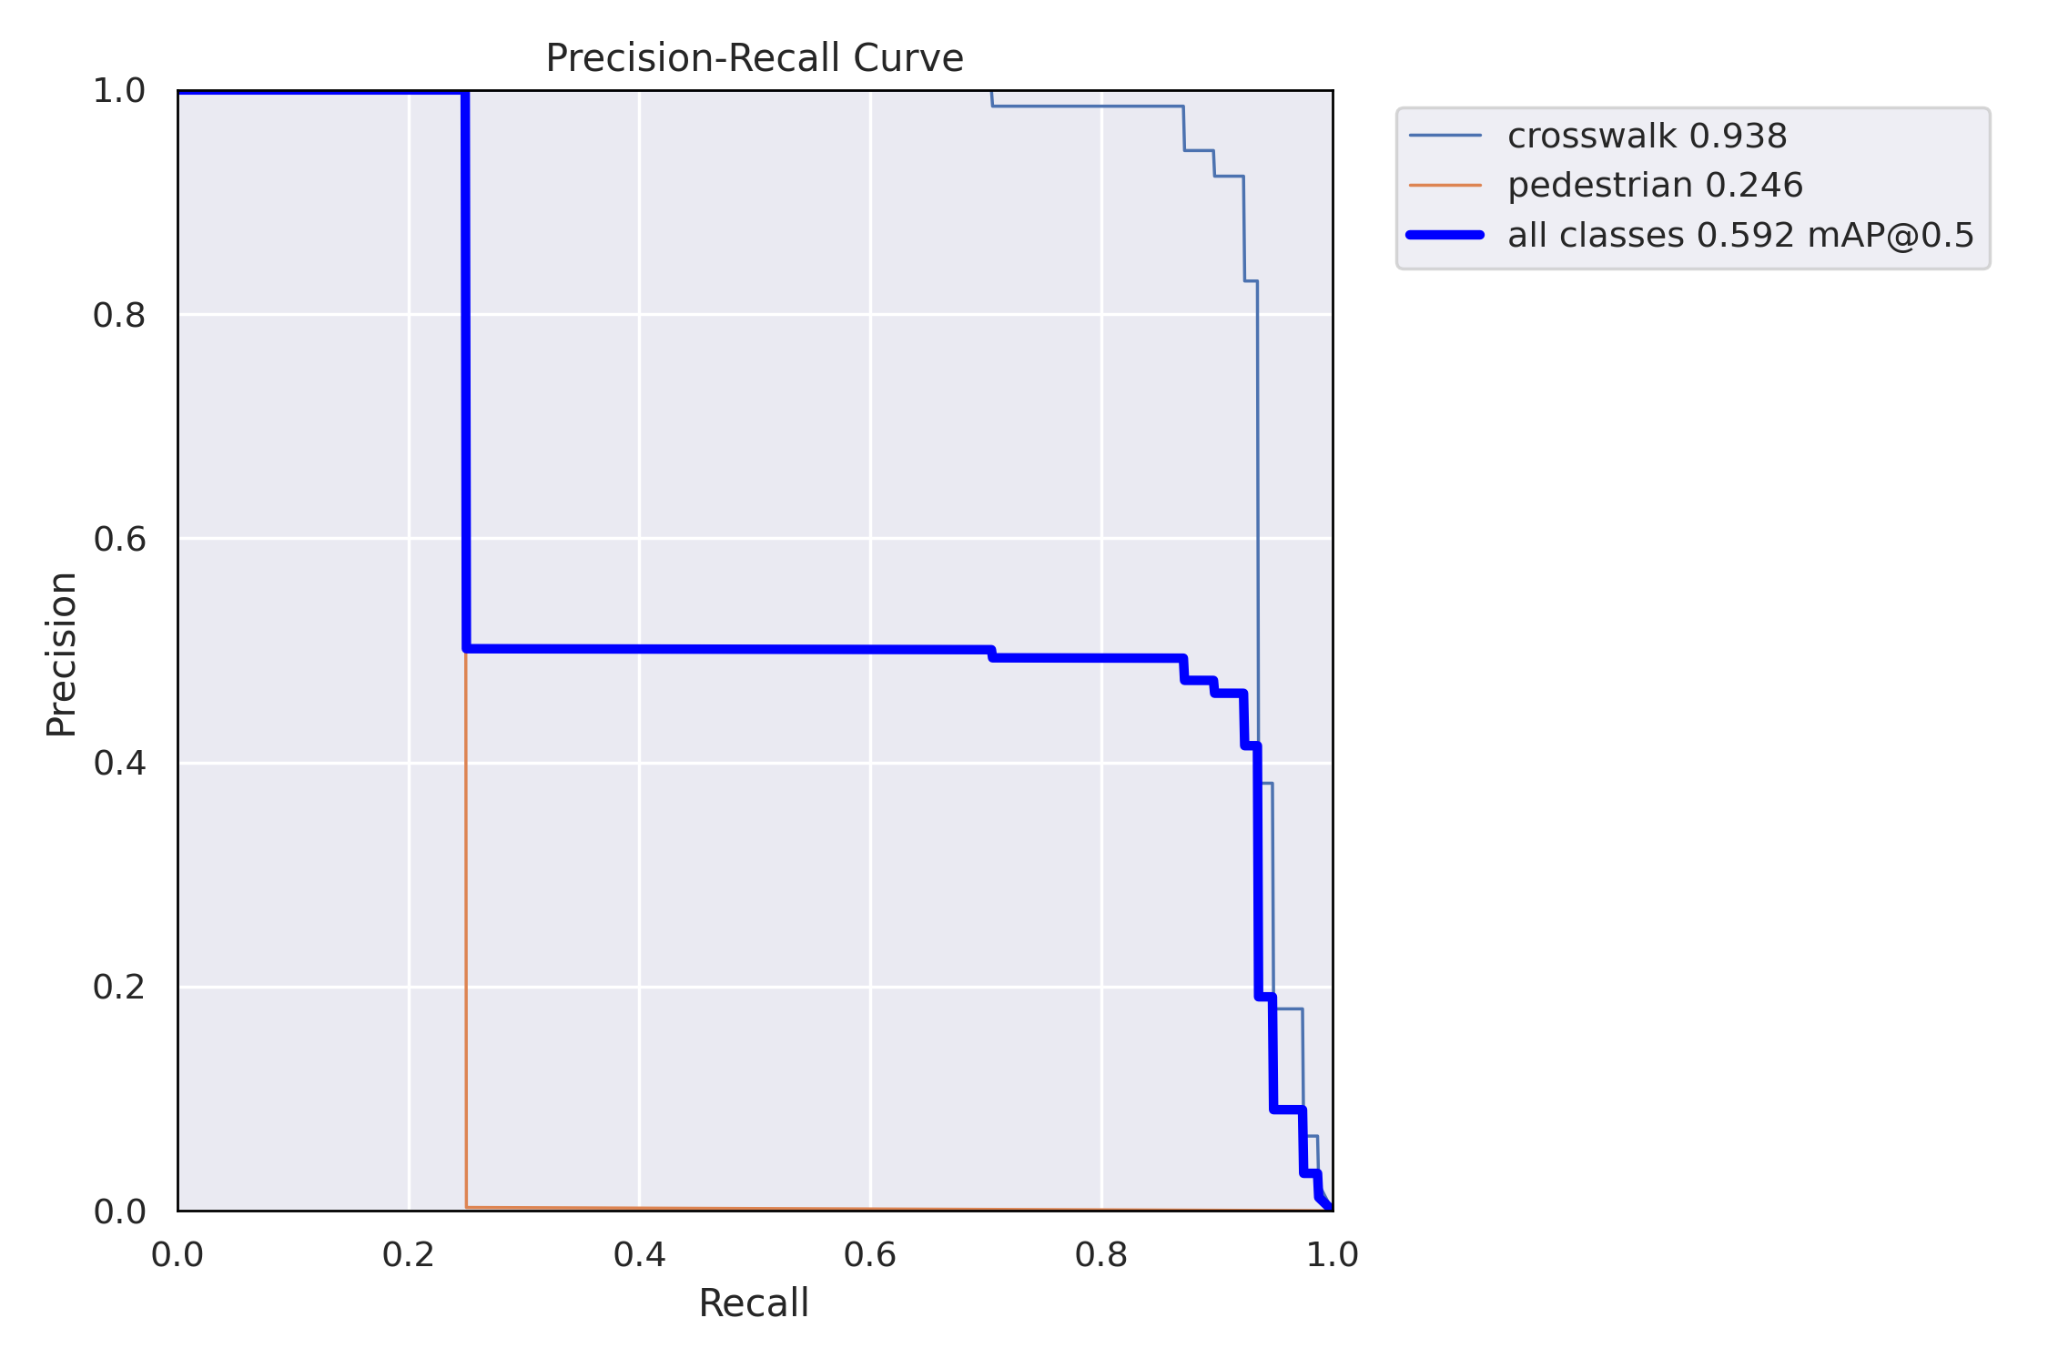 Precision-Recall Curve
1.0
0.8
0.6
0.4
0.2
0.0
Precision
0.0 0.2 0.4 0.6 0.8 1.0
Recall
crosswalk 0.938
pedestrian 0.246
all classes 0.592 mAP@0.5